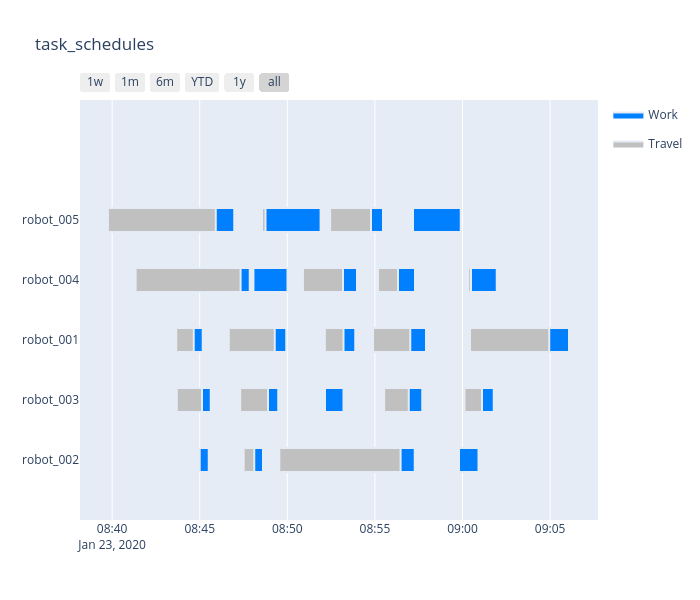 task_schedules
1w 1m 6m YTD 1y all
Work
Travel
robot_005
robot_004
robot_001
robot_003
robot_002
08:40 08:45 08:50 08:55 09:00 09:05
Jan 23, 2020